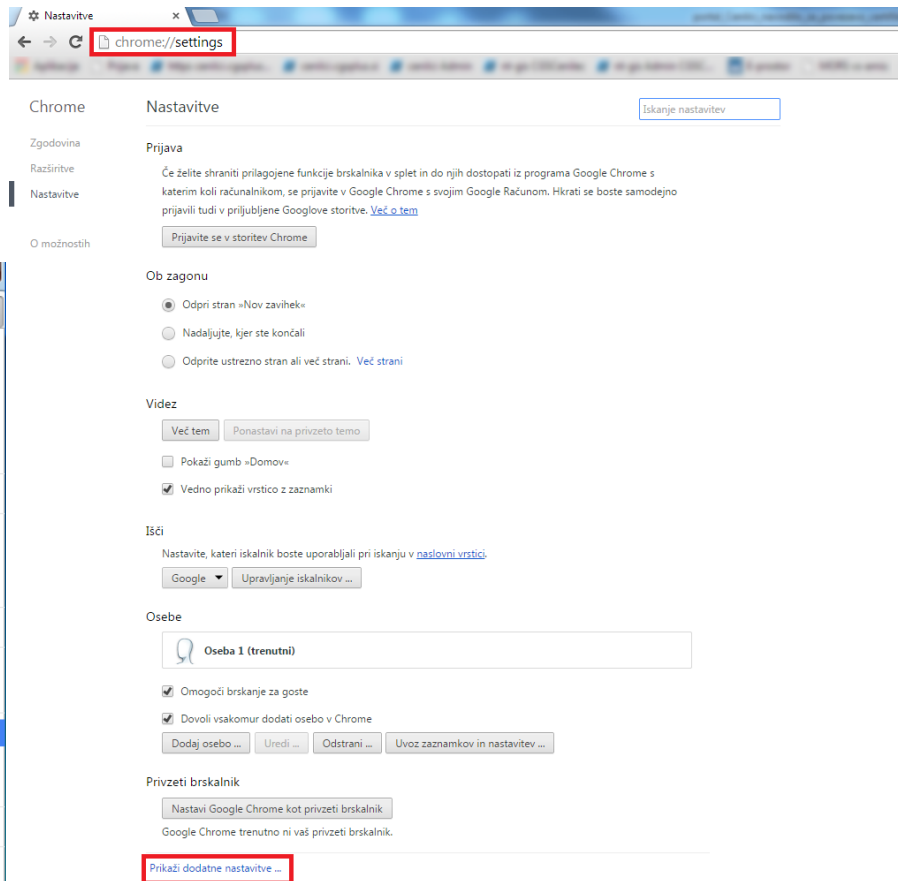 Nastavitve
chrome://settings
Chrome
Nastavitve
Iskanje nastavitev
Zgodovina
Razširitve
Nastavitve
O možnostih
Prijava
Če želite shraniti prilagojene funkcije brskalnika v splet in do njih dostopati iz programa Google Chrome s
katerim koli računalnikom, se prijavite v Google Chrome s svojim Google Računom. Hkrati se boste samodejno
prijavili tudi v priljubljene Googlove storitve. Več o tem
Prijavite se v storitev Chrome
Ob zagonu
Odpri stran »Nov zavihek«
Nadaljujte, kjer ste končali
Odprite ustrezno stran ali več strani. Več strani
Videz
Več tem Ponastavi na privzeto temo
Pokaži gumb »Domov«
Vedno prikaži vrstico z zaznamki
Išči
Nastavite, kateri iskalnik boste uporabljali pri iskanju v naslovni vrstici.
Google Upravljanje iskalnikov ...
Osebe
Oseba 1 (trenutni)
Omogoči brskanje za goste
Dovoli vsakomur dodati osebo v Chrome
Dodaj osebo ... Uredi ... Odstrani ... Uvoz zaznamkov in nastavitev ...
Privzeti brskalnik
Nastavi Google Chrome kot privzeti brskalnik
Google Chrome trenutno ni vaš privzeti brskalnik.
Prikaži dodatne nastavitve ...